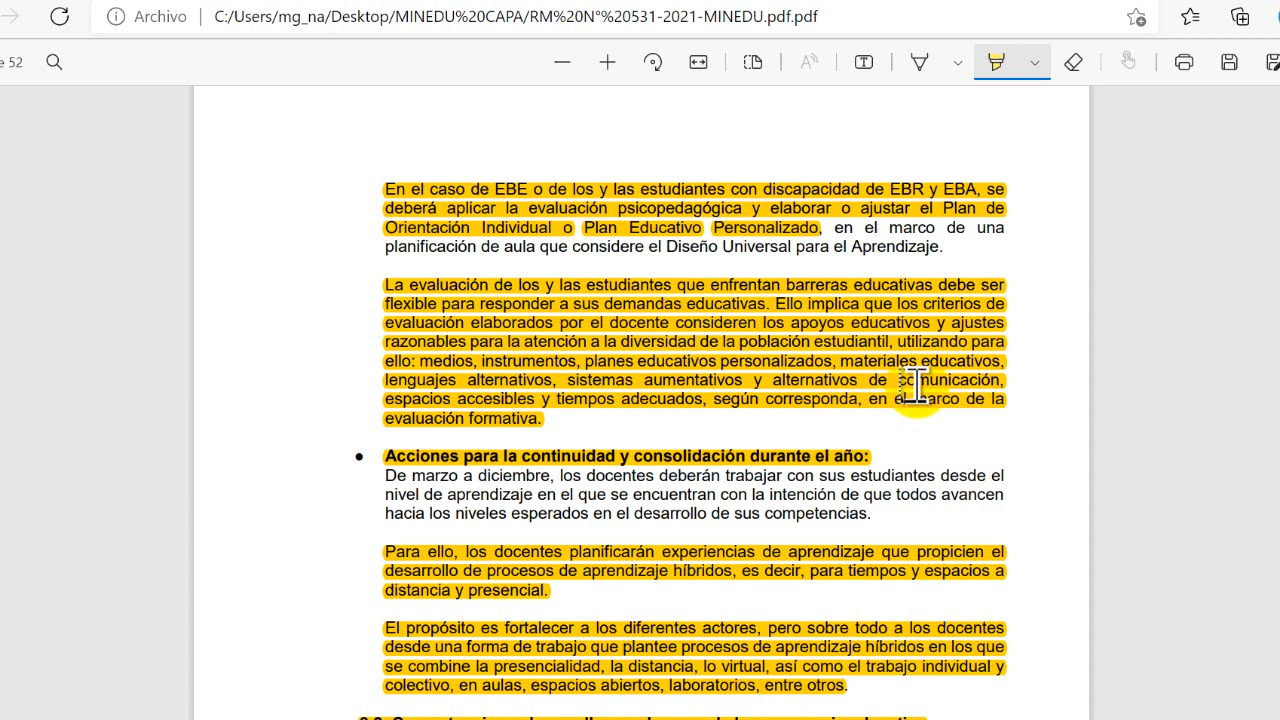 Archivo C:/Users/mg_na/Desktop/MINEDU%20CAPA/RM%20N°%20531-2021-MINEDU.pdf.pdf
e 52
En el caso de EBE o de los y las estudiantes con discapacidad de EBR y EBA, se
deberá aplicar la evaluación psicopedagógica y elaborar o ajustar el Plan de
Orientación Individual o Plan Educativo Personalizado, en el marco de una
planificación de aula que considere el Diseño Universal para el Aprendizaje.
La evaluación de los y las estudiantes que enfrentan barreras educativas debe ser
flexible para responder a sus demandas educativas. Ello implica que los criterios de
evaluación elaborados por el docente consideren los apoyos educativos y ajustes
razonables para la atención a la diversidad de la población estudiantil, utilizando para
ello: medios, instrumentos, planes educativos personalizados, materiales educativos,
lenguajes alternativos, sistemas aumentativos y alternativos de comunicación,
espacios accesibles y tiempos adecuados, según corresponda, en el marco de la
evaluación formativa.
● Acciones para la continuidad y consolidación durante el año:
De marzo a diciembre, los docentes deberán trabajar con sus estudiantes desde el
nivel de aprendizaje en el que se encuentran con la intención de que todos avancen
hacia los niveles esperados en el desarrollo de sus competencias.
Para ello, los docentes planificarán experiencias de aprendizaje que propicien el
desarrollo de procesos de aprendizaje híbridos, es decir, para tiempos y espacios a
distancia y presencial.
El propósito es fortalecer a los diferentes actores, pero sobre todo a los docentes
desde una forma de trabajo que plantee procesos de aprendizaje híbridos en los que
se combine la presencialidad, la distancia, lo virtual, así como el trabajo individual y
colectivo, en aulas, espacios abiertos, laboratorios, entre otros.